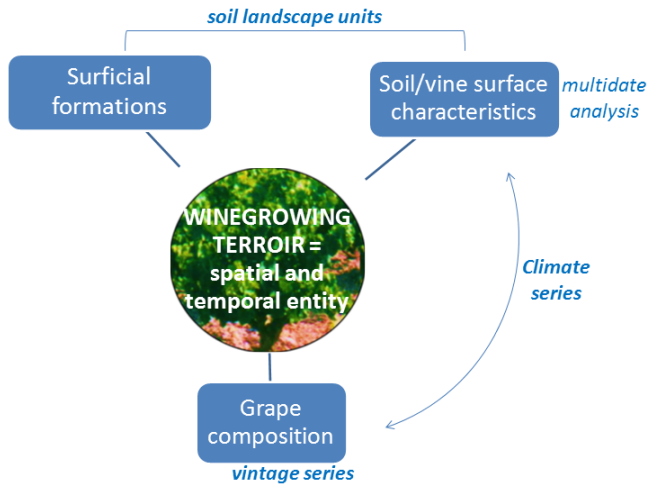 soil landscape units
Surficial
formations
Soil/vine surface
characteristics
multidate
analysis
WINEGROWING
TERROIR =
spatial and
temporal entity
Climate
series
Grape
composition
vintage series